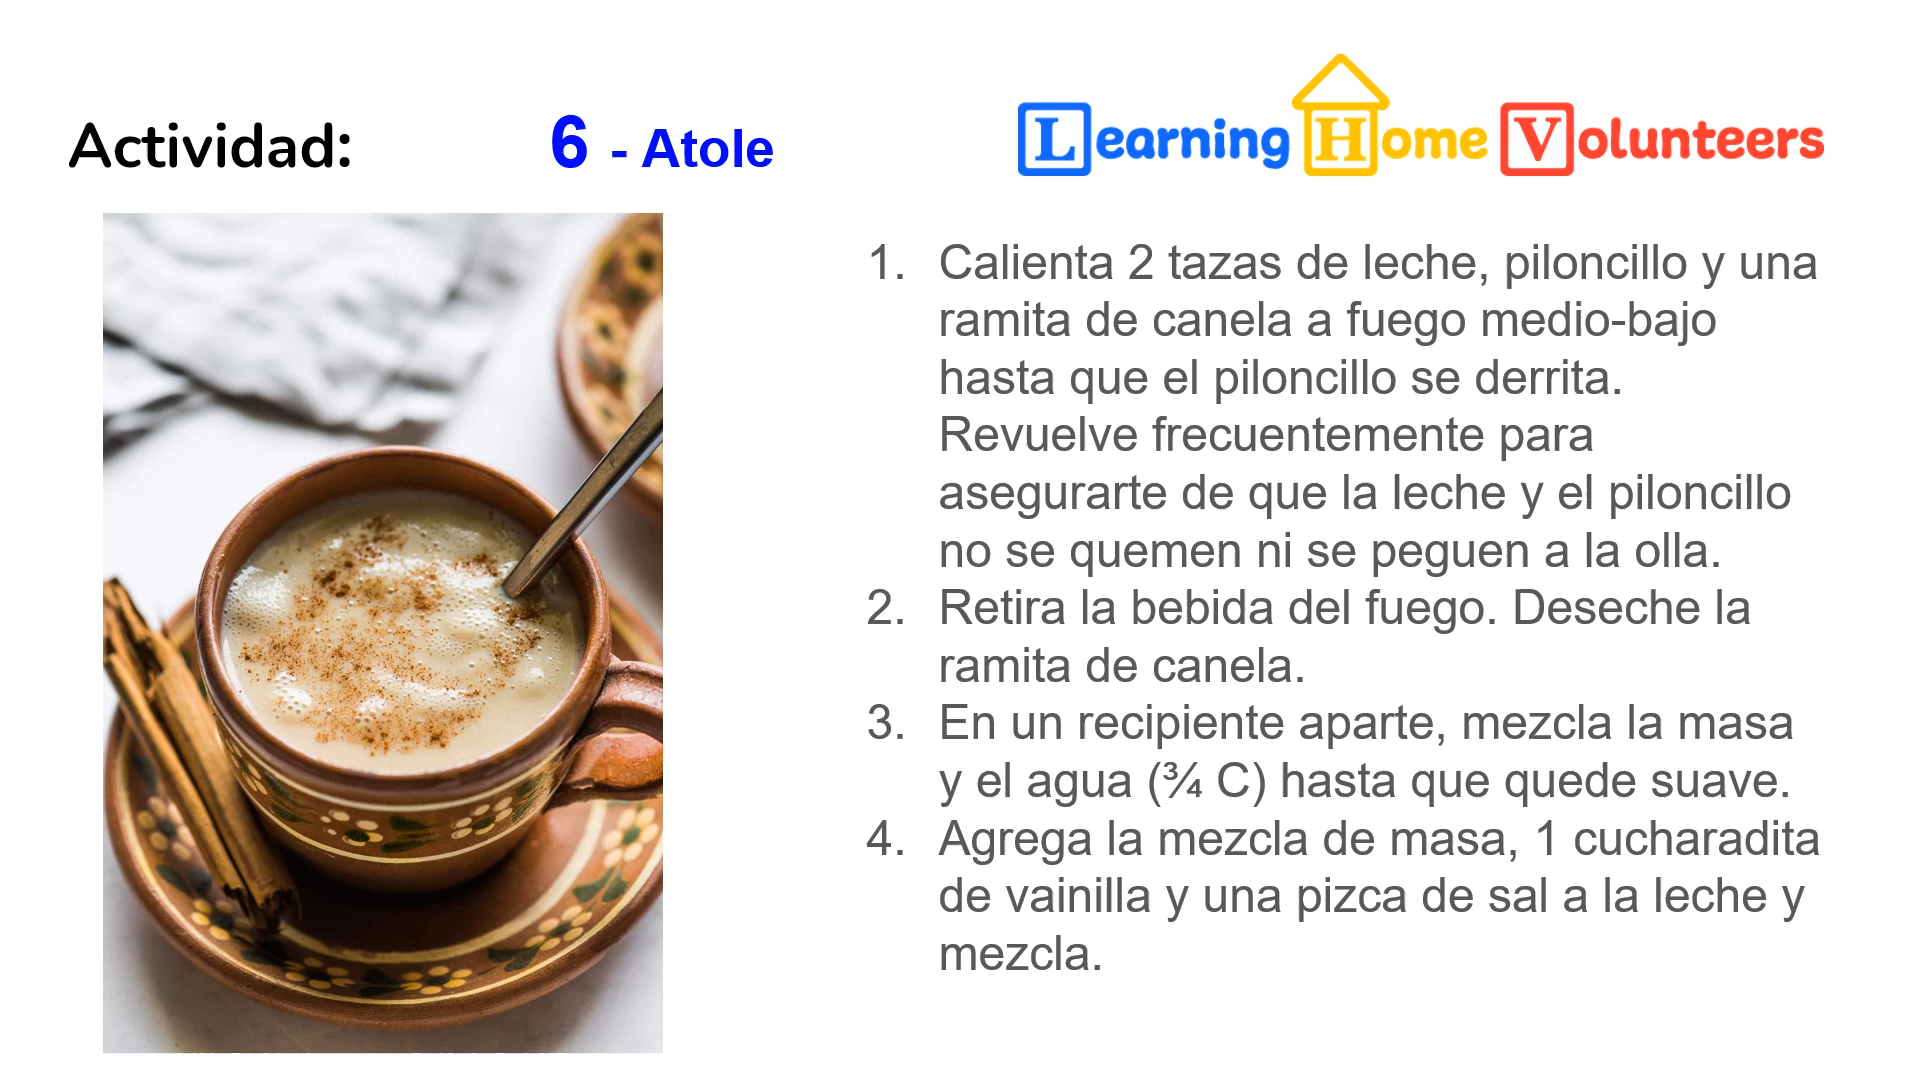 Actividad: 6 - Atole
Learning Home Volunteers
1. Calienta 2 tazas de leche, piloncillo y una
ramita de canela a fuego medio-bajo
hasta que el piloncillo se derrita.
Revuelve frecuentemente para
asegurarte de que la leche y el piloncillo
no se quemen ni se peguen a la olla.
2. Retira la bebida del fuego. Deseche la
ramita de canela.
3. En un recipiente aparte, mezcla la masa
y el agua (¾ C) hasta que quede suave.
4. Agrega la mezcla de masa, 1 cucharadita
de vainilla y una pizca de sal a la leche y
mezcla.